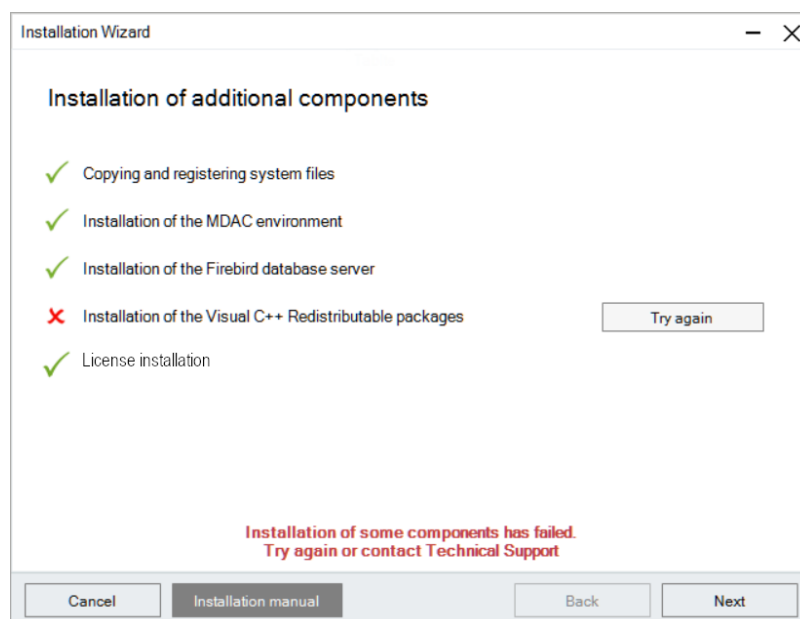 Installation Wizard
Installation of additional components
Copying and registering system files
Installation of the MDAC environment
Installation of the Firebird database server
Installation of the Visual C++ Redistributable packages
Try again
License installation
Installation of some components has failed.
Try again or contact Technical Support
Cancel
Installation manual
Back
Next